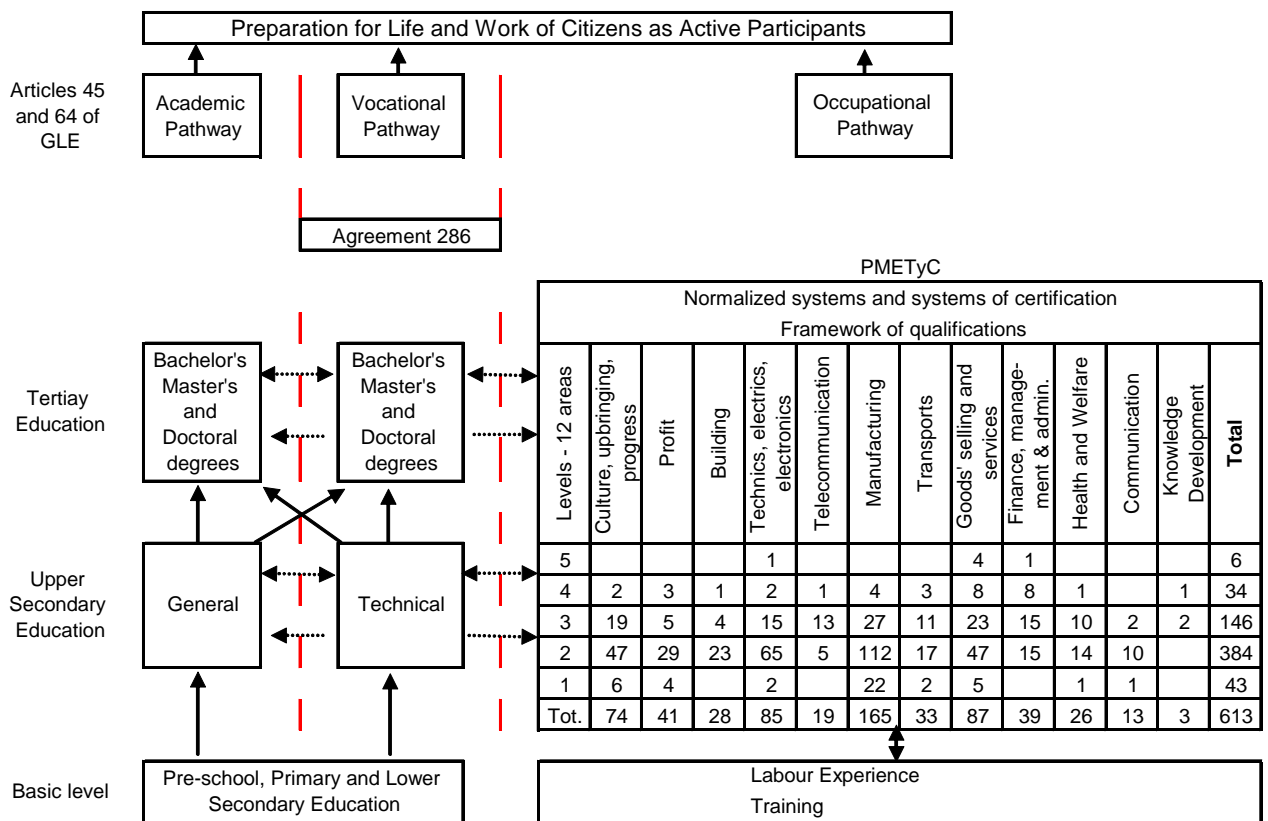 Preparation for Life and Work of Citizens as Active Participants
Articles 45
and 64 of
GLE
Academic
Pathway
Vocational
Pathway
Occupational
Pathway
Agreement 286
PMETyC
Normalized systems and systems of certification
Framework of qualifications
Tertiay
Education
Bachelor's
Master's
and
Doctoral
degrees
Bachelor's
Master's
and
Doctoral
degrees
Levels - 12 areas
Culture, upbringing,
progress
Profit
Building
Technics, electrics,
electronics
Telecommunication
Manufacturing
Transports
Goods' selling and
services
Finance, manage-
ment & admin.
Health and Welfare
Communication
Knowledge
Development
Total
Upper
Secondary
Education
General
Technical
5 1 4 1 6
4 2 3 1 2 1 4 3 8 8 1 1 34
3 19 5 4 15 13 27 11 23 15 10 2 2 146
2 47 29 23 65 5 112 17 47 15 14 10 384
1 6 4 2 22 2 5 1 1 43
Tot. 74 41 28 85 19 165 33 87 39 26 13 3 613
Basic level
Pre-school, Primary and Lower
Secondary Education
Labour Experience
Training